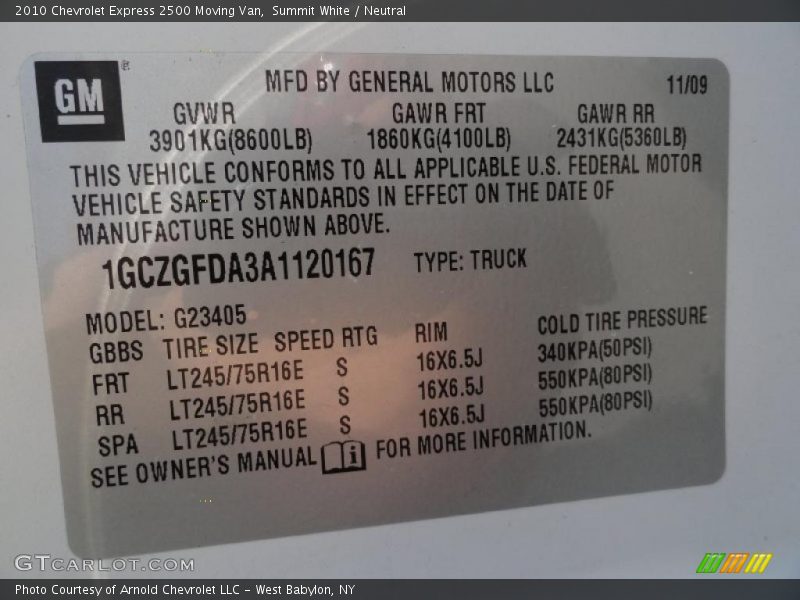 2010 Chevrolet Express 2500 Moving Van, Summit White / Neutral
GM ®
MFD BY GENERAL MOTORS LLC 11/09
GVWR GAWR FRT GAWR RR
3901KG(8600LB) 1860KG(4100LB) 2431KG(5360LB)
THIS VEHICLE CONFORMS TO ALL APPLICABLE U.S. FEDERAL MOTOR
VEHICLE SAFETY STANDARDS IN EFFECT ON THE DATE OF
MANUFACTURE SHOWN ABOVE.
1GCZGFDA3A1120167 TYPE: TRUCK
MODEL: G23405
GBBS TIRE SIZE SPEED RTG RIM COLD TIRE PRESSURE
FRT LT245/75R16E S 16X6.5J 340KPA(50PSI)
RR LT245/75R16E S 16X6.5J 550KPA(80PSI)
SPA LT245/75R16E S 16X6.5J 550KPA(80PSI)
SEE OWNER'S MANUAL i FOR MORE INFORMATION.
GTCARLOT.COM
Photo Courtesy of Arnold Chevrolet LLC - West Babylon, NY